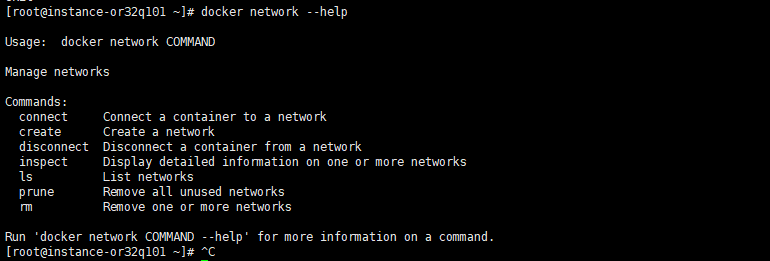 [root@instance-or32ql01 ~]# docker network --help
Usage:  docker network COMMAND
Manage networks
Commands:
  connect     Connect a container to a network
  create      Create a network
  disconnect  Disconnect a container from a network
  inspect     Display detailed information on one or more networks
  ls          List networks
  prune       Remove all unused networks
  rm          Remove one or more networks
Run 'docker network COMMAND --help' for more information on a command.
[root@instance-or32ql01 ~]# ^C